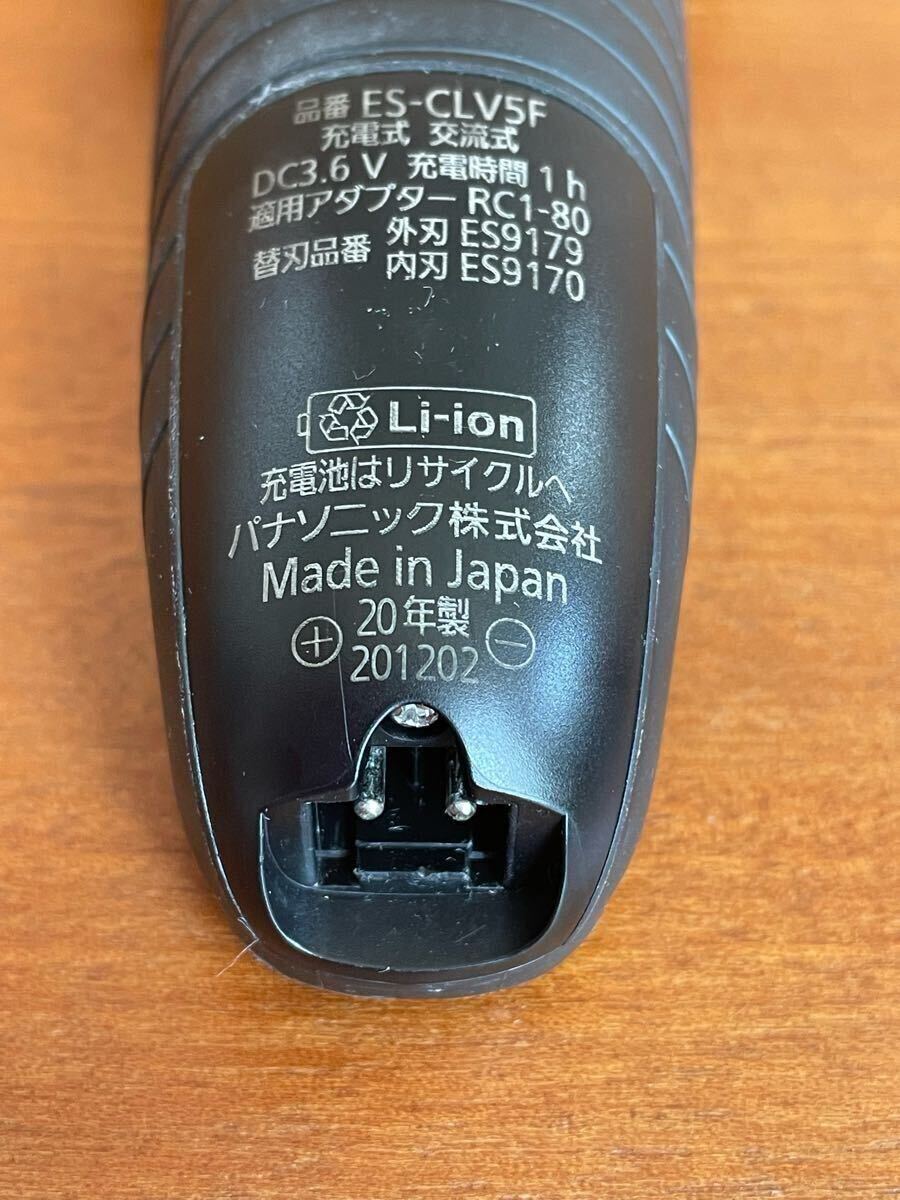 品番 ES-CLV5F
充電式 交流式
DC3.6 V 充電時間 1 h
適用アダプター RC1-80
替刃品番 外刃 ES9179
内刃 ES9170
Li-ion
充電池はリサイクルへ
パナソニック株式会社
Made in Japan
20年製
+ 201202 −